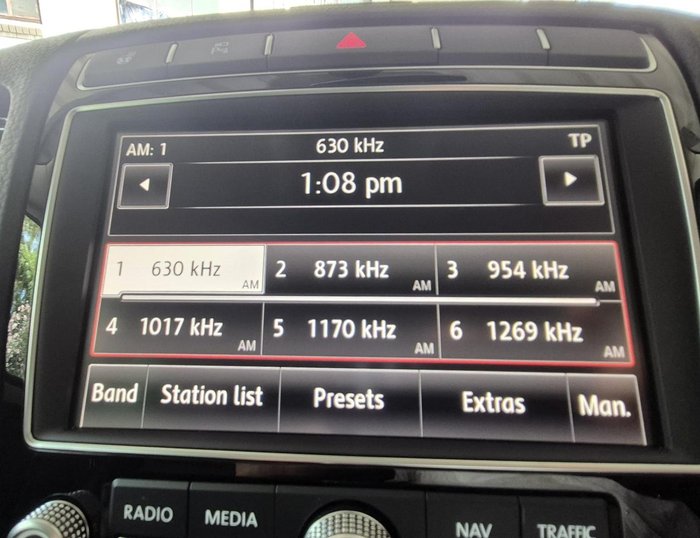 AM: 1 630 kHz TP
1:08 pm
1 630 kHz AM 2 873 kHz AM 3 954 kHz AM
4 1017 kHz AM 5 1170 kHz AM 6 1269 kHz AM
Band Station list Presets Extras Man.
RADIO MEDIA NAV TRAFFIC